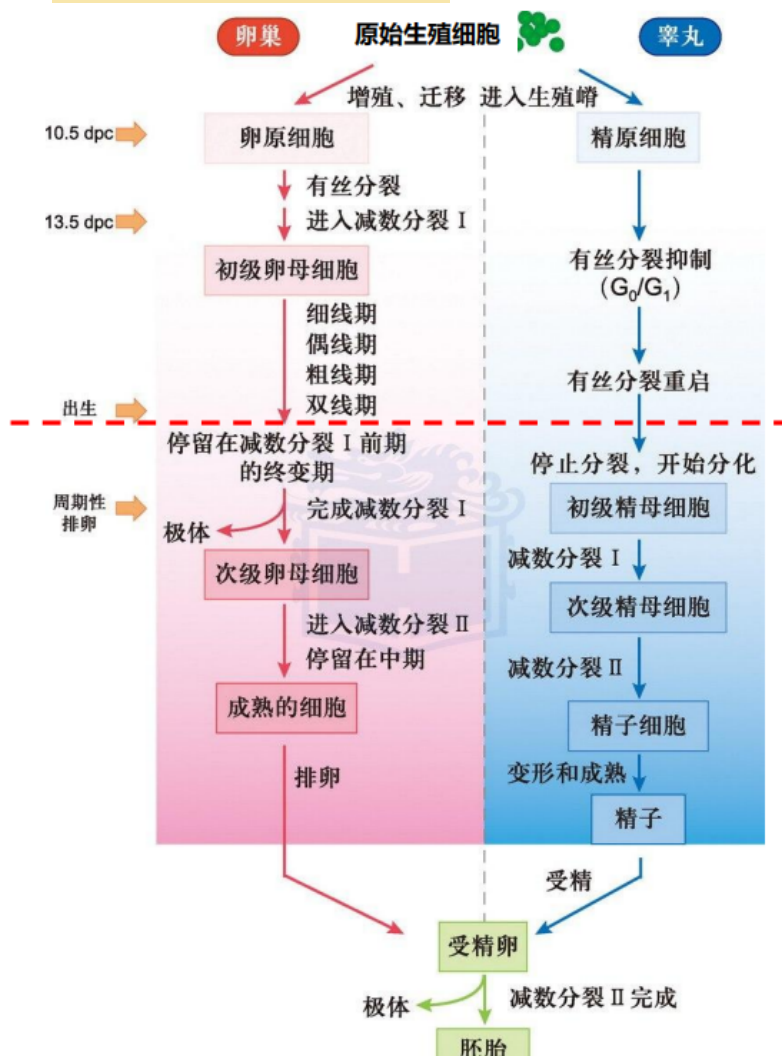 卵巢
原始生殖细胞
睾丸
增殖、迁移 进入生殖嵴
10.5 dpc
卵原细胞
精原细胞
有丝分裂
13.5 dpc
进入减数分裂 I
初级卵母细胞
有丝分裂抑制
(G₀/G₁)
细线期
偶线期
粗线期
双线期
有丝分裂重启
出生
停留在减数分裂 I 前期
的终变期
停止分裂，开始分化
周期性
排卵
完成减数分裂 I
极体
初级精母细胞
减数分裂 I
次级卵母细胞
次级精母细胞
进入减数分裂 II
停留在中期
减数分裂 II
成熟的细胞
精子细胞
排卵
变形和成熟
精子
受精
受精卵
极体
减数分裂 II 完成
胚胎